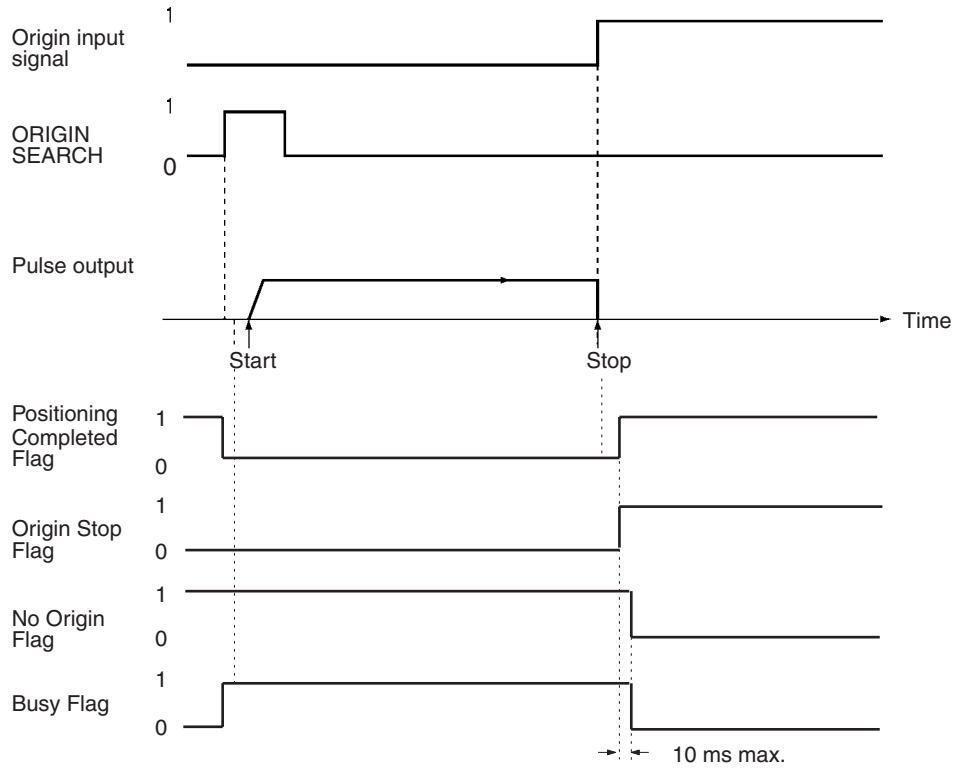 1
Origin input
signal
1
ORIGIN
SEARCH
0
Pulse output
Time
Start
Stop
Positioning
Completed
Flag
1
0
1
Origin Stop
Flag
0
1
No Origin
Flag
0
1
Busy Flag
0
10 ms max.